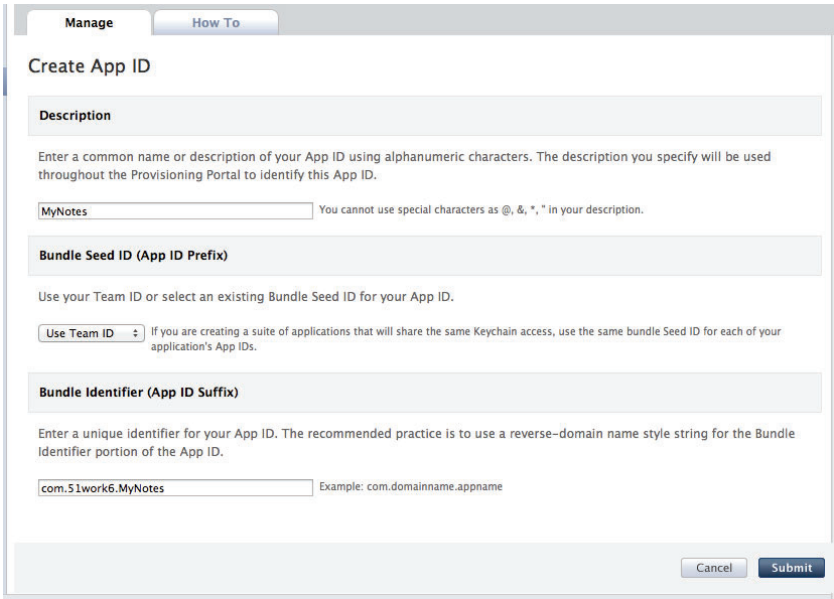 Manage
How To
Create App ID
Description
Enter a common name or description of your App ID using alphanumeric characters. The description you specify will be used
throughout the Provisioning Portal to identify this App ID.
MyNotes
You cannot use special characters as @, &, *, " in your description.
Bundle Seed ID (App ID Prefix)
Use your Team ID or select an existing Bundle Seed ID for your App ID.
Use Team ID
If you are creating a suite of applications that will share the same Keychain access, use the same bundle Seed ID for each of your
application's App IDs.
Bundle Identifier (App ID Suffix)
Enter a unique identifier for your App ID. The recommended practice is to use a reverse-domain name style string for the Bundle
Identifier portion of the App ID.
com.51work6.MyNotes
Example: com.domainname.appname
Cancel
Submit